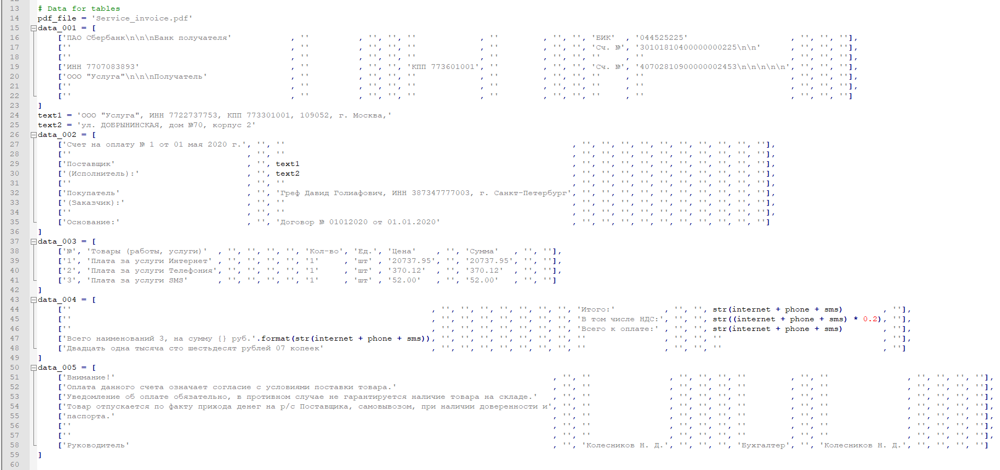 13 # Data for tables
14 pdf_file = 'Service_invoice.pdf'
15 data_001 = [
16 ['ПАО Сбербанк\n\n\nБанк получателя' , '' , '', '', '' , '' , '', '', 'БИК' , '044525225' , '', '', ''],
17 ['' , '' , '', '', '' , '' , '', '', 'Сч. №', '30101810400000000225\n\n' , '', '', ''],
18 ['' , '' , '', '', '' , '' , '', '', '' , '' , '', '', ''],
19 ['ИНН 7707083893' , '' , '', '', 'КПП 773601001', '' , '', '', 'Сч. №', '40702810900000002453\n\n\n\n\n', '', '', ''],
20 ['ООО "Услуга"\n\n\nПолучатель' , '' , '', '', '' , '' , '', '', '' , '' , '', '', ''],
21 ['' , '' , '', '', '' , '' , '', '', '' , '' , '', '', ''],
22 ['' , '' , '', '', '' , '' , '', '', '' , '' , '', '', '']
23 ]
24 text1 = 'ООО "Услуга", ИНН 7722737753, КПП 773301001, 109052, г. Москва,'
25 text2 = 'ул. ДОБРЫНИНСКАЯ, дом №70, корпус 2'
26 data_002 = [
27 ['Счет на оплату № 1 от 01 мая 2020 г.', '', '' , '', '', '', '', '', '', '', '', '', ''],
28 ['' , '', '' , '', '', '', '', '', '', '', '', '', ''],
29 ['Поставщик' , '', text1 , '', '', '', '', '', '', '', '', '', ''],
30 ['(Исполнитель):' , '', text2 , '', '', '', '', '', '', '', '', '', ''],
31 ['' , '', '' , '', '', '', '', '', '', '', '', '', ''],
32 ['Покупатель' , '', 'Греф Давид Голиафович, ИНН 387347777003, г. Санкт-Петербург', '', '', '', '', '', '', '', '', '', ''],
33 ['(Заказчик):' , '', '' , '', '', '', '', '', '', '', '', '', ''],
34 ['' , '', '' , '', '', '', '', '', '', '', '', '', ''],
35 ['Основание:' , '', 'Договор № 01012020 от 01.01.2020' , '', '', '', '', '', '', '', '', '', '']
36 ]
37 data_003 = [
38 ['№', 'Товары (работы, услуги)' , '', '', '', '', 'Кол-во', 'Ед.', 'Цена' , '', 'Сумма' , '', ''],
39 ['1', 'Плата за услуги Интернет' , '', '', '', '', '1' , 'шт' , '20737.95', '', '20737.95', '', ''],
40 ['2', 'Плата за услуги Телефония', '', '', '', '', '1' , 'шт' , '370.12' , '', '370.12' , '', ''],
41 ['3', 'Плата за услуги SMS' , '', '', '', '', '1' , 'шт' , '52.00' , '', '52.00' , '', '']
42 ]
43 data_004 = [
44 ['' , '', '', '', '', '', '', '', 'Итого:' , '', '', str(internet + phone + sms) , ''],
45 ['' , '', '', '', '', '', '', '', 'В том числе НДС:', '', '', str((internet + phone + sms) * 0.2), ''],
46 ['' , '', '', '', '', '', '', '', 'Всего к оплате:' , '', '', str(internet + phone + sms) , ''],
47 ['Всего наименований 3, на сумму {} руб.'.format(str(internet + phone + sms)), '', '', '', '', '', '', '', '' , '', '', '' , ''],
48 ['Двадцать одна тысяча сто шестьдесят рублей 07 копеек' , '', '', '', '', '', '', '', '' , '', '', '' , '']
49 ]
50 data_005 = [
51 ['Внимание!' , '', '' , '', '', '', '' , '', '' , '', '', '', ''],
52 ['Оплата данного счета означает согласие с условиями поставки товара.' , '', '' , '', '', '', '' , '', '' , '', '', '', ''],
53 ['Уведомление об оплате обязательно, в противном случае не гарантируется наличие товара на складе.' , '', '' , '', '', '', '' , '', '' , '', '', '', ''],
54 ['Товар отпускается по факту прихода денег на р/с Поставщика, самовывозом, при наличии доверенности и', '', '' , '', '', '', '' , '', '' , '', '', '', ''],
55 ['паспорта.' , '', '' , '', '', '', '' , '', '' , '', '', '', ''],
56 ['' , '', '' , '', '', '', '' , '', '' , '', '', '', ''],
57 ['' , '', '' , '', '', '', '' , '', '' , '', '', '', ''],
58 ['Руководитель' , '', 'Колесников Н. Д.', '', '', '', 'Бухгалтер', '', 'Колесников Н. Д.', '', '', '', '']
59 ]
60